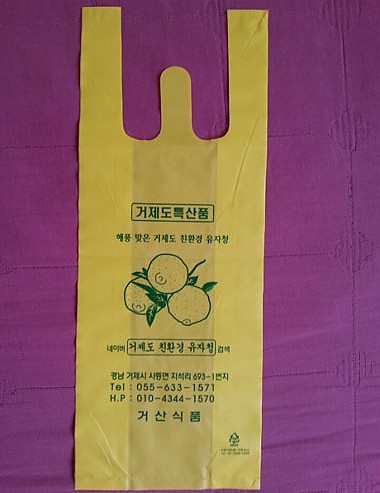 거제도특산품
해풍 맞은 거제도 친환경 유자청
네이버 거제도 친환경 유자청 검색
경남 거제시 사등면 지석리 693-1번지
Tel : 055-633-1571
H.P : 010-4344-1570
거산식품